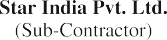 Star India Pvt. Ltd.
(Sub-Contractor)